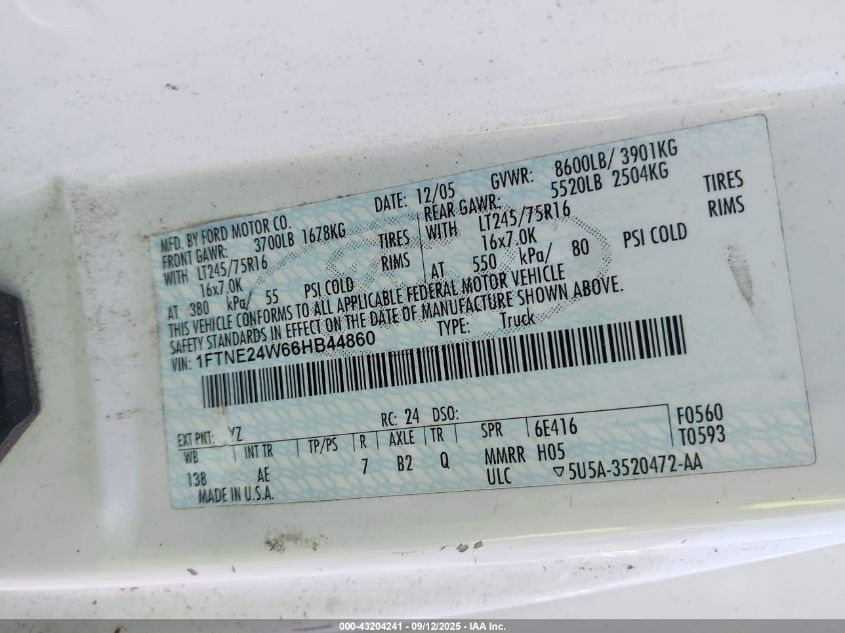 MFD. BY FORD MOTOR CO.
DATE: 12/05
GVWR: 8600LB/ 3901KG
FRONT GAWR: 3700LB 1678KG
REAR GAWR: 5520LB 2504KG
WITH LT245/75R16 TIRES
WITH LT245/75R16 TIRES
16x7.0K RIMS
16x7.0K RIMS
AT 380 kPa/ 55 PSI COLD
AT 550 kPa/ 80 PSI COLD
THIS VEHICLE CONFORMS TO ALL APPLICABLE FEDERAL MOTOR VEHICLE
SAFETY STANDARDS IN EFFECT ON THE DATE OF MANUFACTURE SHOWN ABOVE.
VIN: 1FTNE24W66HB44860
TYPE: Truck
EXT PNT: YZ RC: 24 DSO:
WB INT TR TP/PS R AXLE TR SPR 6E416 F0560
138 AE 7 B2 Q MMRR H05 T0593
MADE IN U.S.A. ULC ▽5U5A-3520472-AA
000-43204241 - 09/12/2025 - IAA Inc.